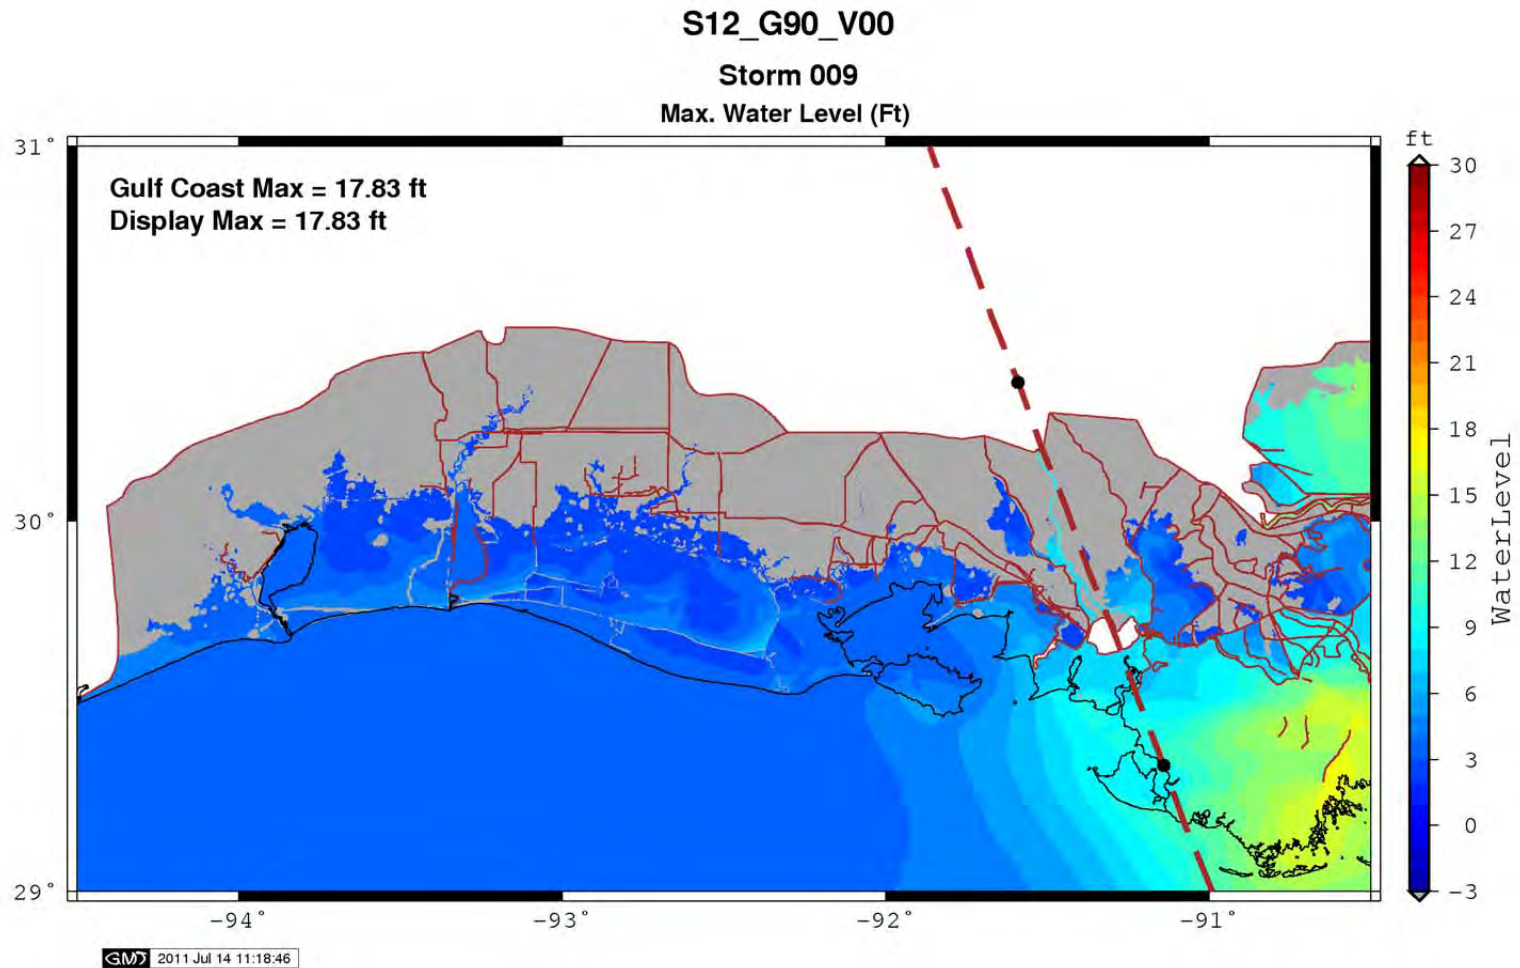 S12_G90_V00
Storm 009
Max. Water Level (Ft)
ft
31°
30°
29°
Gulf Coast Max = 17.83 ft
Display Max = 17.83 ft
30
27
24
21
18
15
12
9
6
3
0
-3
WaterLevel
-94°
-93°
-92°
-91°
GMT 2011 Jul 14 11:18:46